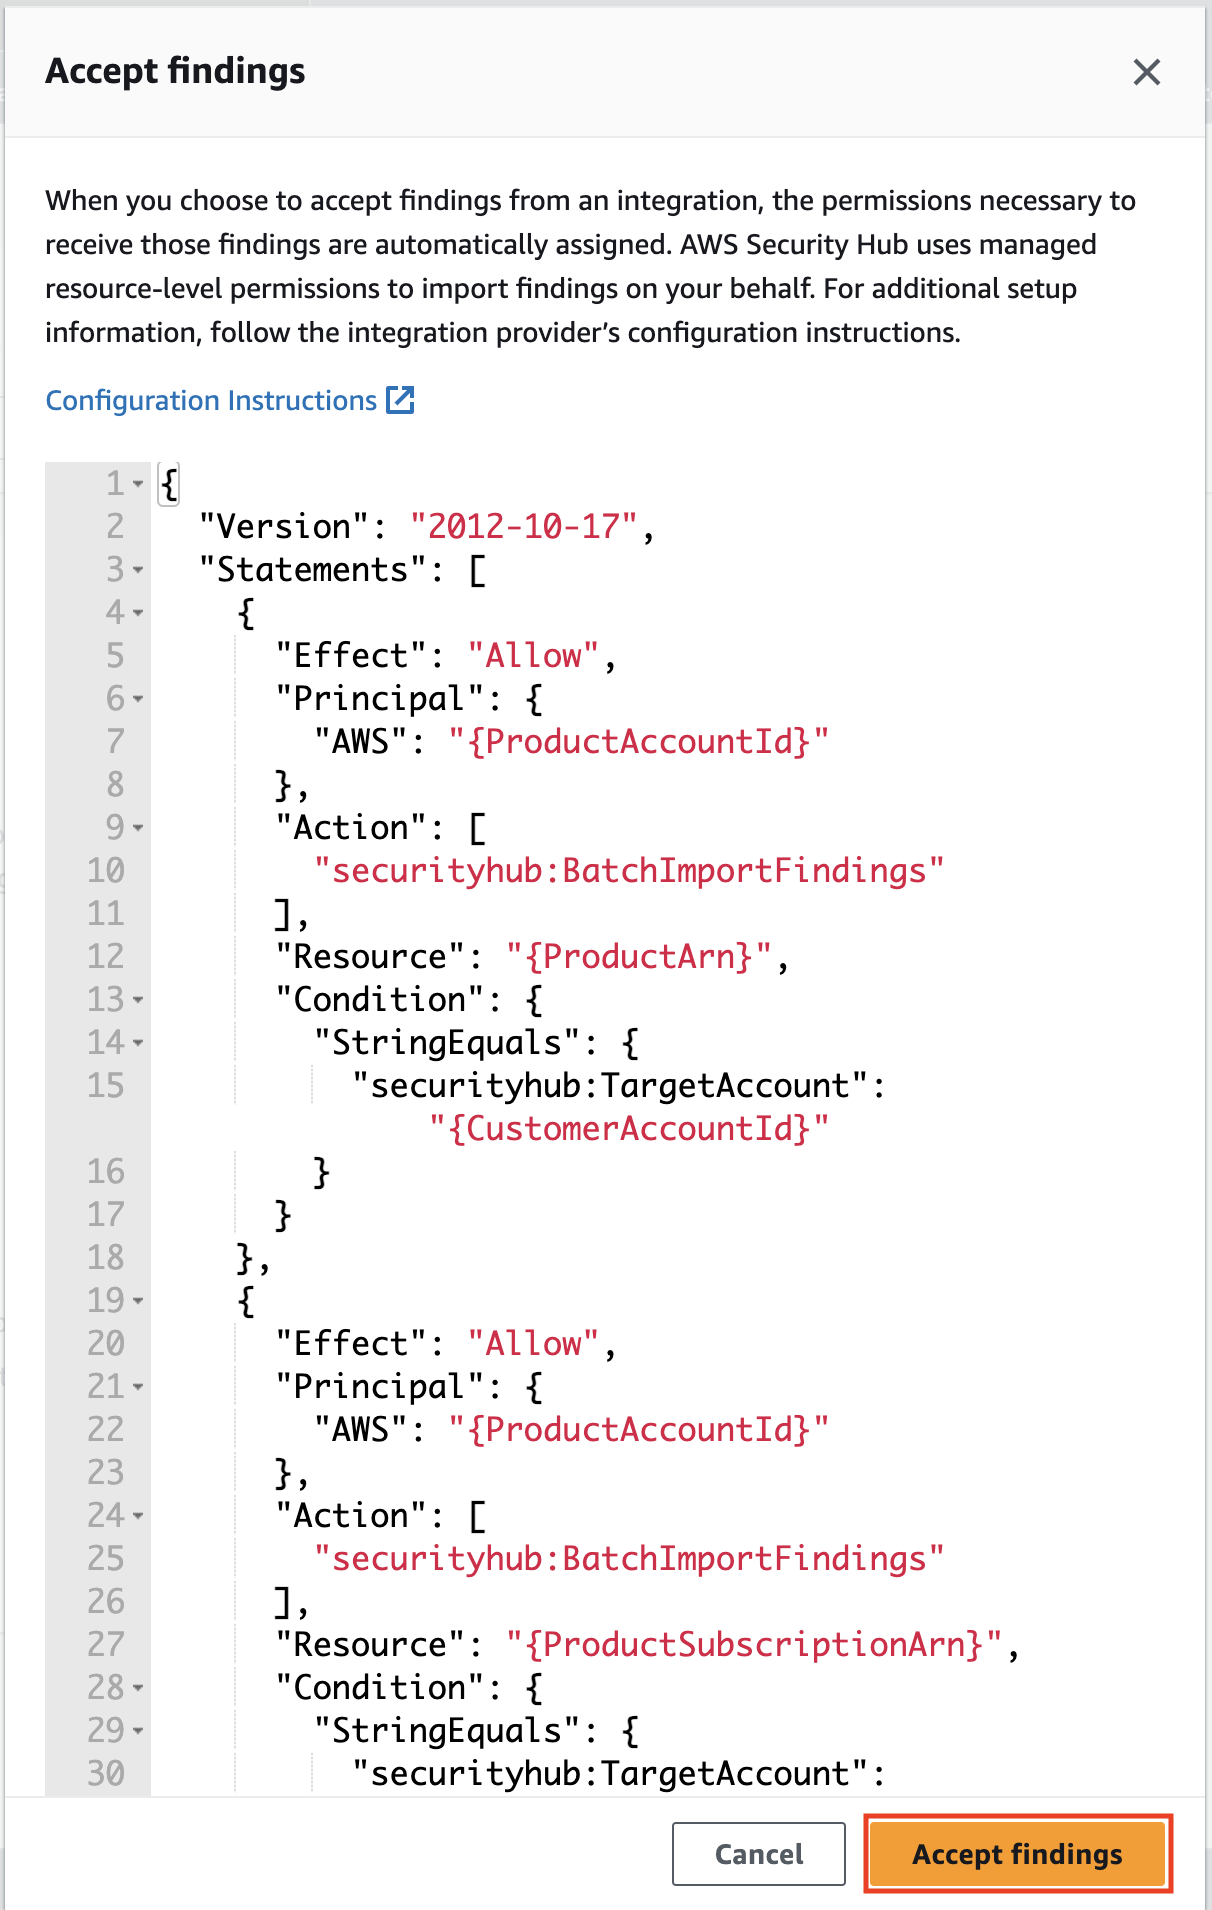 Accept findings
When you choose to accept findings from an integration, the permissions necessary to
receive those findings are automatically assigned. AWS Security Hub uses managed
resource-level permissions to import findings on your behalf. For additional setup
information, follow the integration provider’s configuration instructions.
Configuration Instructions
1 {
2 "Version": "2012-10-17",
3 "Statements": [
4 {
5 "Effect": "Allow",
6 "Principal": {
7 "AWS": "{ProductAccountId}"
8 },
9 "Action": [
10 "securityhub:BatchImportFindings"
11 ],
12 "Resource": "{ProductArn}",
13 "Condition": {
14 "StringEquals": {
15 "securityhub:TargetAccount":
"{CustomerAccountId}"
16 }
17 }
18 },
19 {
20 "Effect": "Allow",
21 "Principal": {
22 "AWS": "{ProductAccountId}"
23 },
24 "Action": [
25 "securityhub:BatchImportFindings"
26 ],
27 "Resource": "{ProductSubscriptionArn}",
28 "Condition": {
29 "StringEquals": {
30 "securityhub:TargetAccount":
Cancel
Accept findings